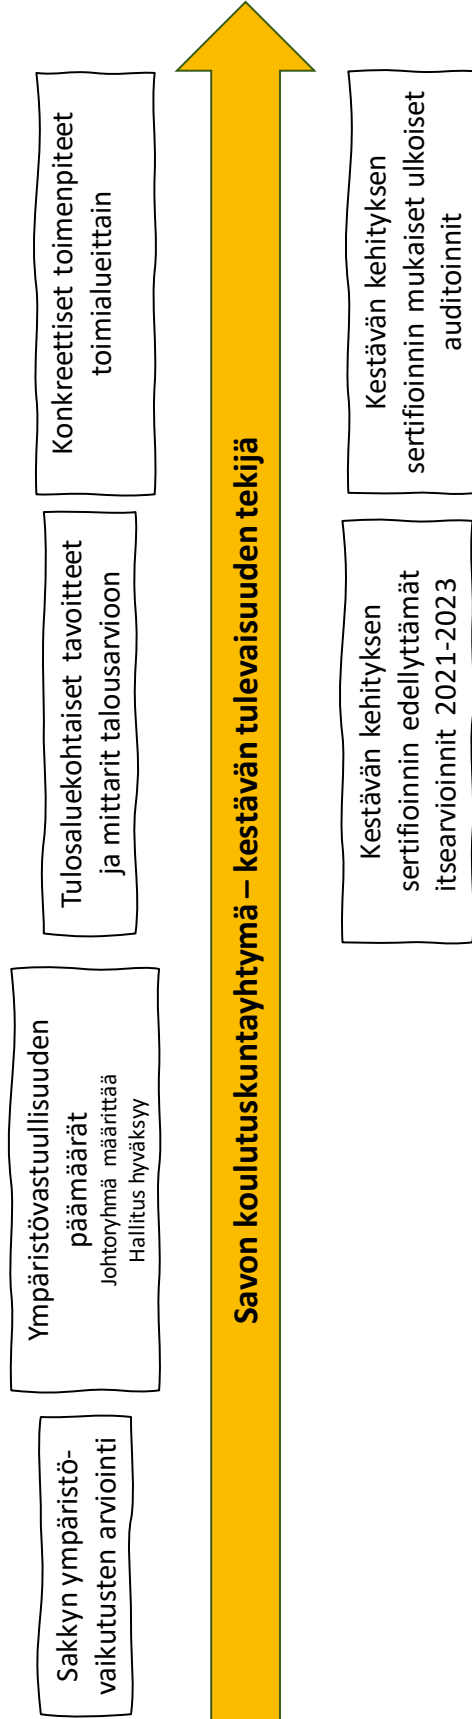 Sakkyn ympäristö-
vaikutusten arviointi
Ympäristövastuullisuuden
päämäärät
Johtoryhmä määrittää
Hallitus hyväksyy
Tulosaluekohtaiset tavoitteet
ja mittarit talousarvioon
Konkreettiset toimenpiteet
toimialueittain
Savon koulutuskuntayhtymä – kestävän tulevaisuuden tekijä
Kestävän kehityksen
sertifioinnin edellyttämät
itsearvioinnit 2021-2023
Kestävän kehityksen
sertifioinnin mukaiset ulkoiset
auditoinnit